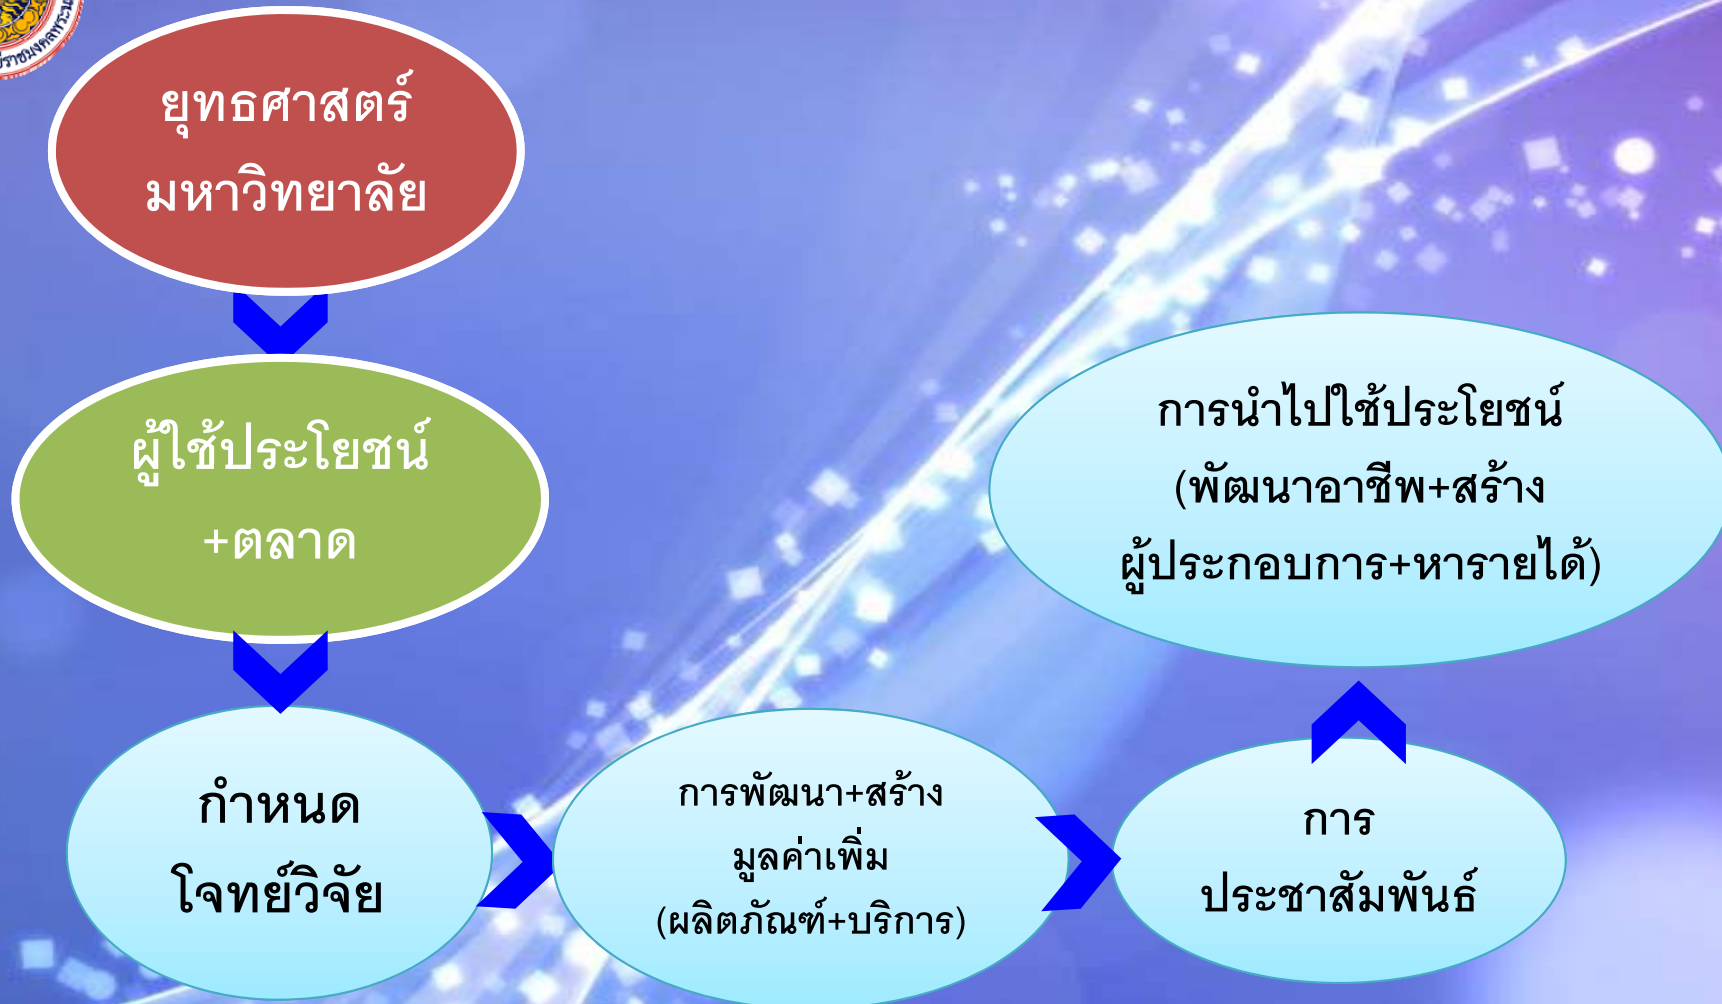 ยุทธศาสตร์
มหาวิทยาลัย
ผู้ใช้ประโยชน์
+ตลาด
กำหนด
โจทย์วิจัย
การพัฒนา+สร้าง
มูลค่าเพิ่ม
(ผลิตภัณฑ์+บริการ)
การ
ประชาสัมพันธ์
การนำไปใช้ประโยชน์
(พัฒนาอาชีพ+สร้าง
ผู้ประกอบการ+หารายได้)